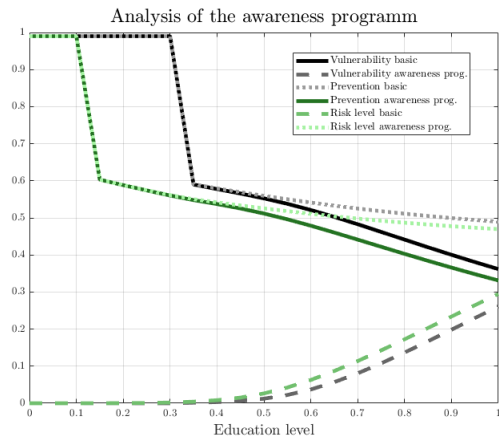 Analysis of the awareness programm
1
0.9
0.8
0.7
0.6
0.5
0.4
0.3
0.2
0.1
0
Vulnerability basic
Vulnerability awareness prog.
Prevention basic
Prevention awareness prog.
Risk level basic
Risk level awareness prog.
0 0.1 0.2 0.3 0.4 0.5 0.6 0.7 0.8 0.9 1
Education level